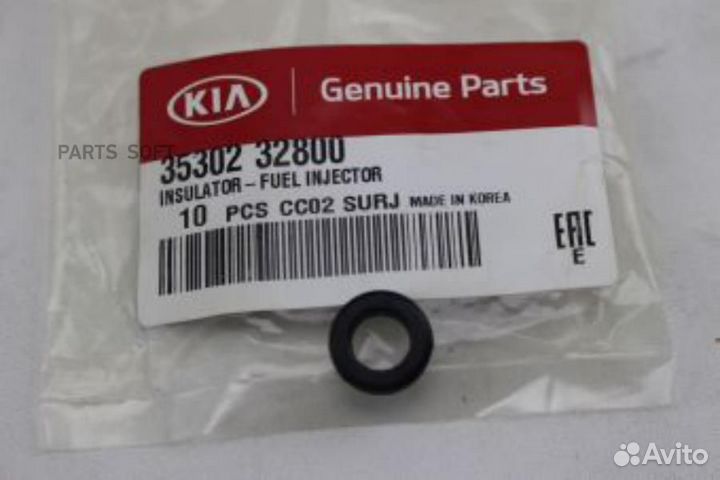 KIA Genuine Parts
PARTS SOFT
35302 32800
INSULATOR – FUEL INJECTOR
10 PCS CC02 SURJ MADE IN KOREA
EAC
E
Avito